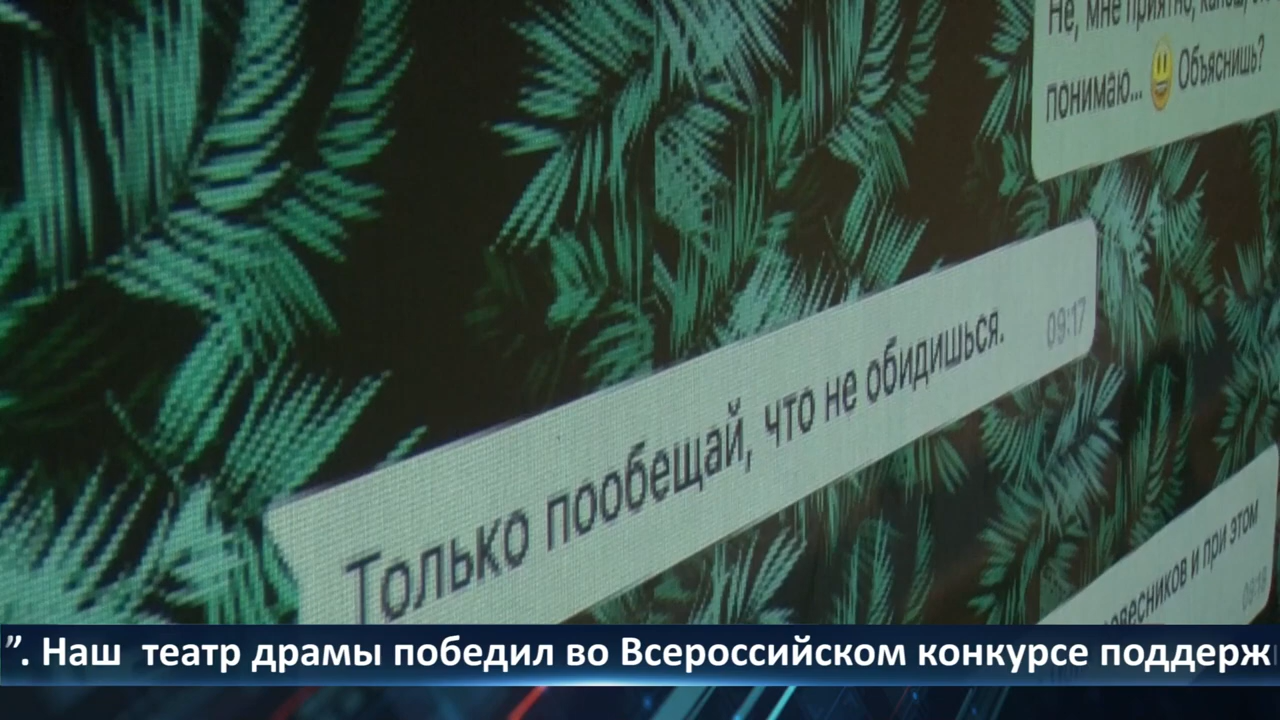 Не, мне приятно,
понимаю... 😃 Объяснишь?
Только пообещай, что не обидишься. 09:17
и при этом
”. Наш театр драмы победил во Всероссийском конкурсе поддерж